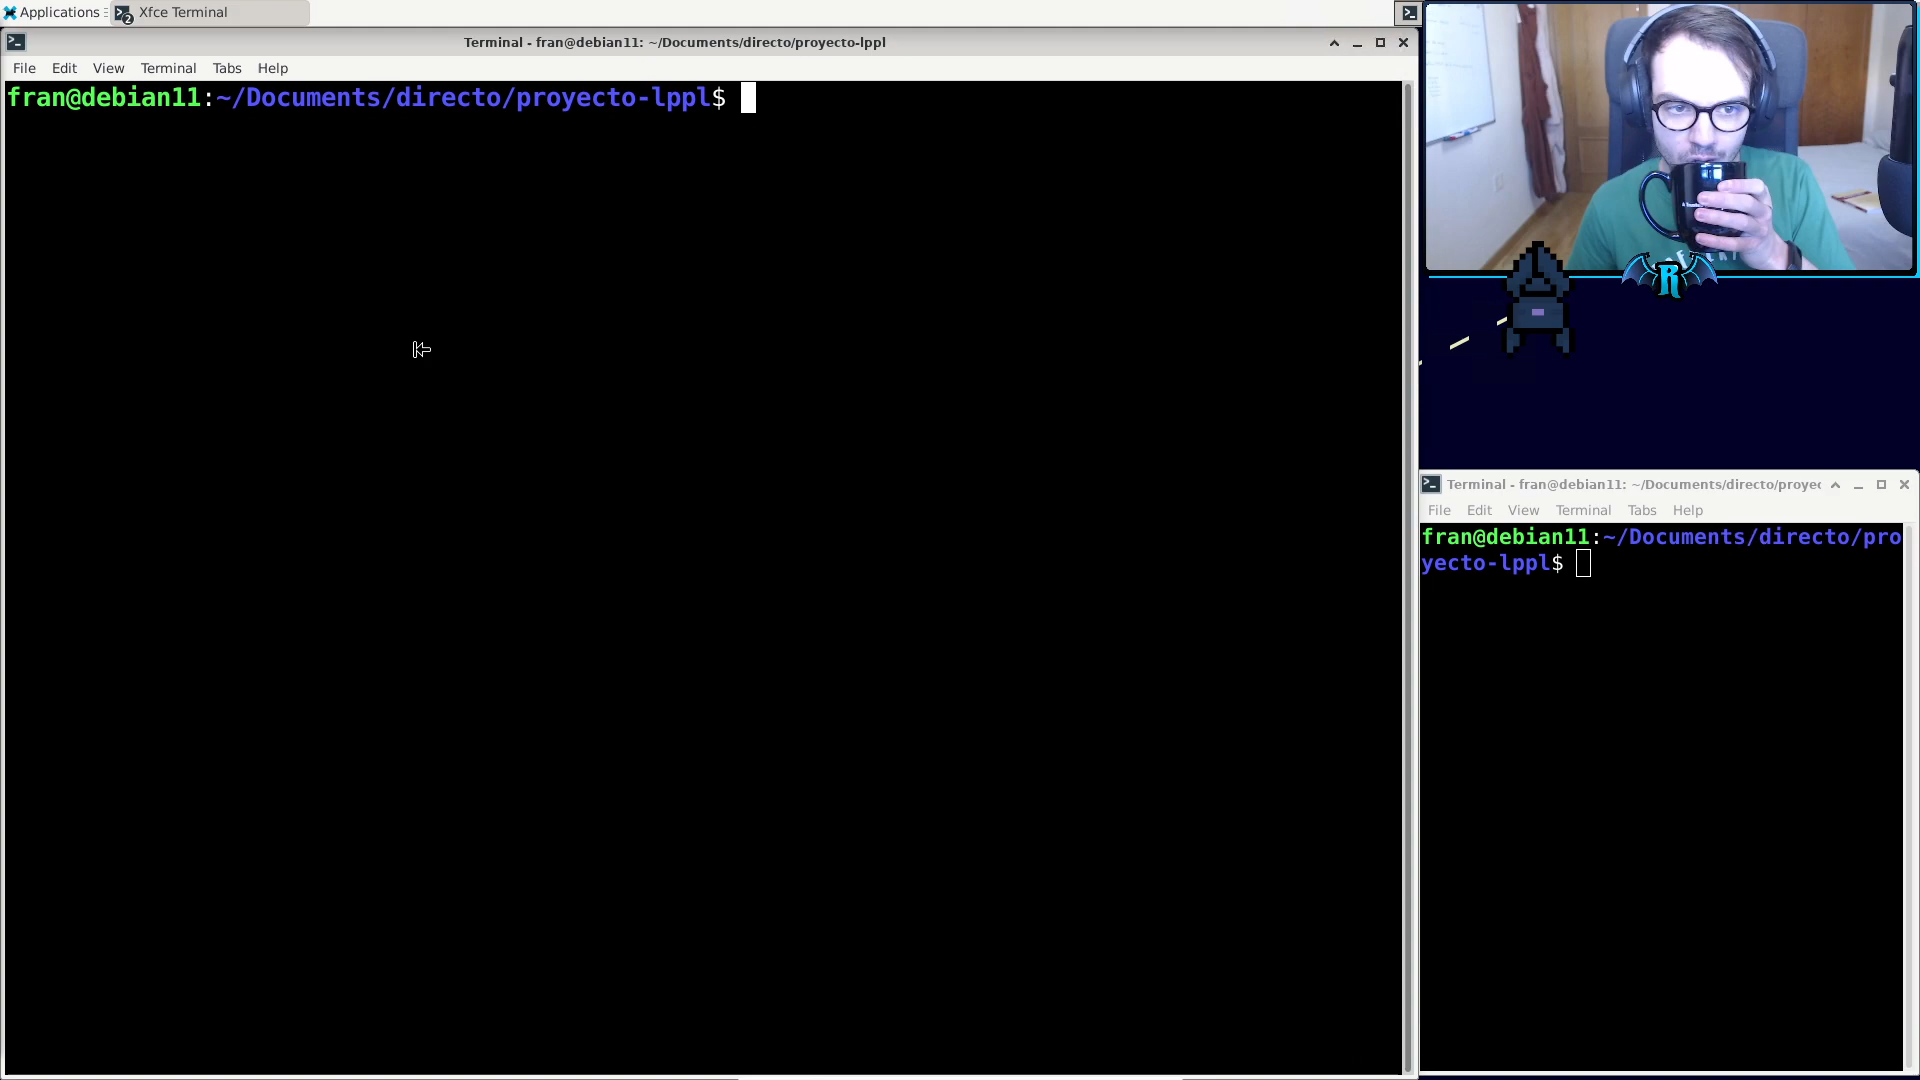 Applications
2
Xfce Terminal
Terminal - fran@debian11: ~/Documents/directo/proyecto-lppl
File Edit View Terminal Tabs Help
fran@debian11:~/Documents/directo/proyecto-lppl$
R
Terminal - fran@debian11: ~/Documents/directo/proyec
File Edit View Terminal Tabs Help
fran@debian11:~/Documents/directo/pro
yecto-lppl$